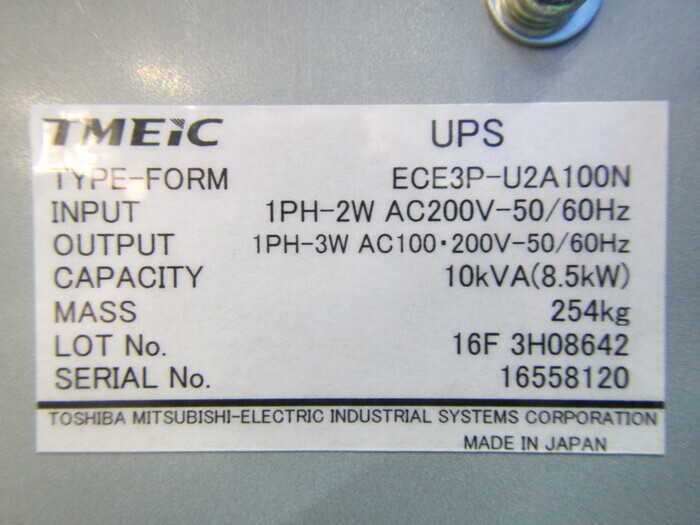 TMEiC UPS
TYPE-FORM ECE3P-U2A100N
INPUT 1PH-2W AC200V-50/60Hz
OUTPUT 1PH-3W AC100・200V-50/60Hz
CAPACITY 10kVA(8.5kW)
MASS 254kg
LOT No. 16F 3H08642
SERIAL No. 16558120
TOSHIBA MITSUBISHI-ELECTRIC INDUSTRIAL SYSTEMS CORPORATION
MADE IN JAPAN